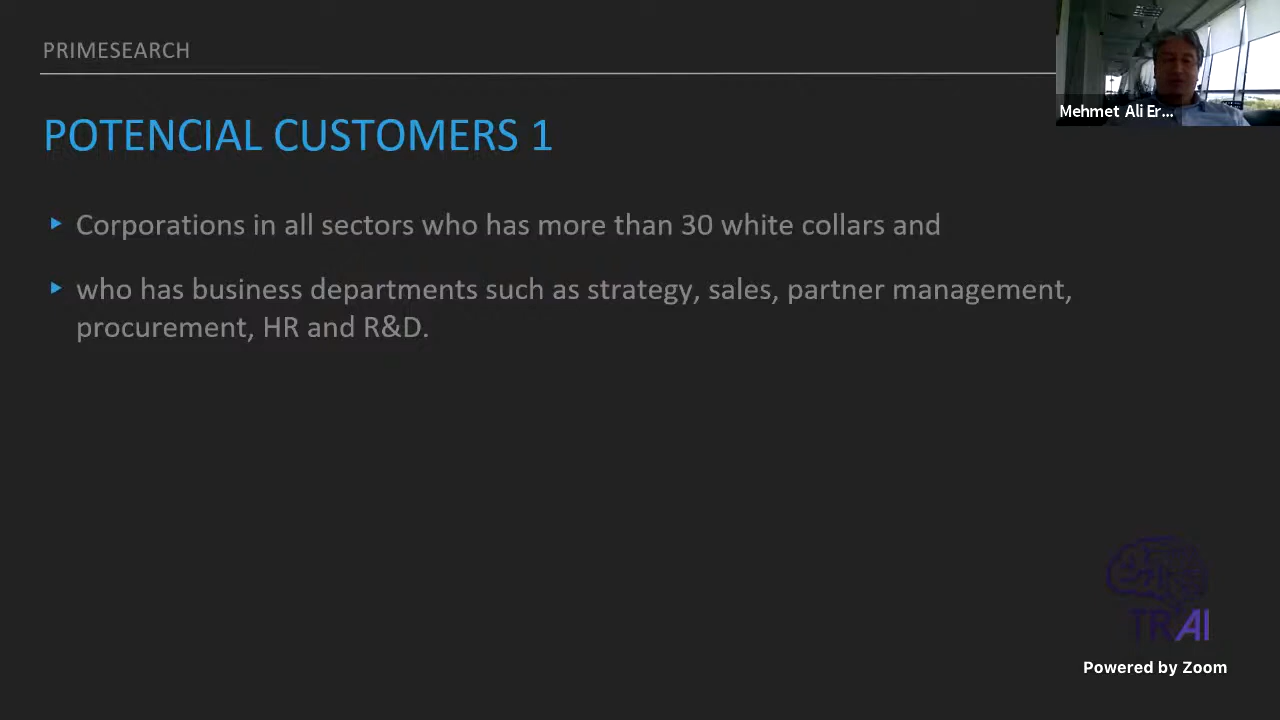 PRIMESEARCH
Mehmet Ali Er...
POTENCIAL CUSTOMERS 1
Corporations in all sectors who has more than 30 white collars and
who has business departments such as strategy, sales, partner management,
procurement, HR and R&D.
TRAI
Powered by Zoom